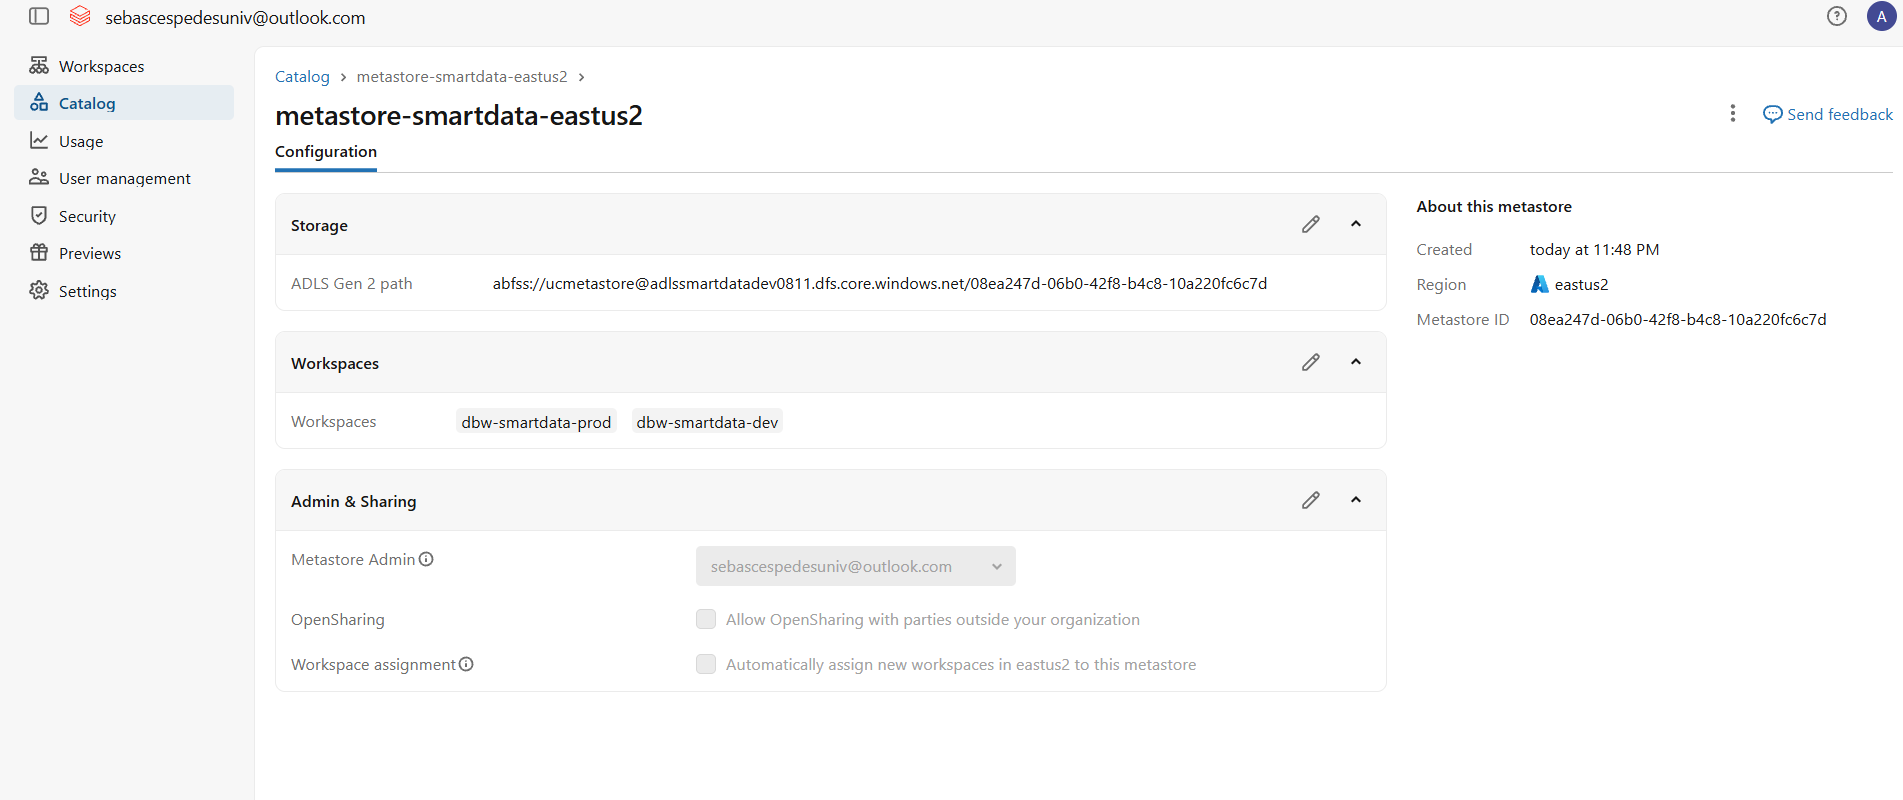 sebascespedesuniv@outlook.com
A
Workspaces
Catalog
Usage
User management
Security
Previews
Settings
Catalog > metastore-smartdata-eastus2 >
metastore-smartdata-eastus2
Send feedback
Configuration
Storage
ADLS Gen 2 path abfss://ucmetastore@adlssmartdatadev0811.dfs.core.windows.net/08ea247d-06b0-42f8-b4c8-10a220fc6c7d
Workspaces
Workspaces dbw-smartdata-prod dbw-smartdata-dev
Admin & Sharing
Metastore Admin sebascespedesuniv@outlook.com
OpenSharing Allow OpenSharing with parties outside your organization
Workspace assignment Automatically assign new workspaces in eastus2 to this metastore
About this metastore
Created today at 11:48 PM
Region eastus2
Metastore ID 08ea247d-06b0-42f8-b4c8-10a220fc6c7d